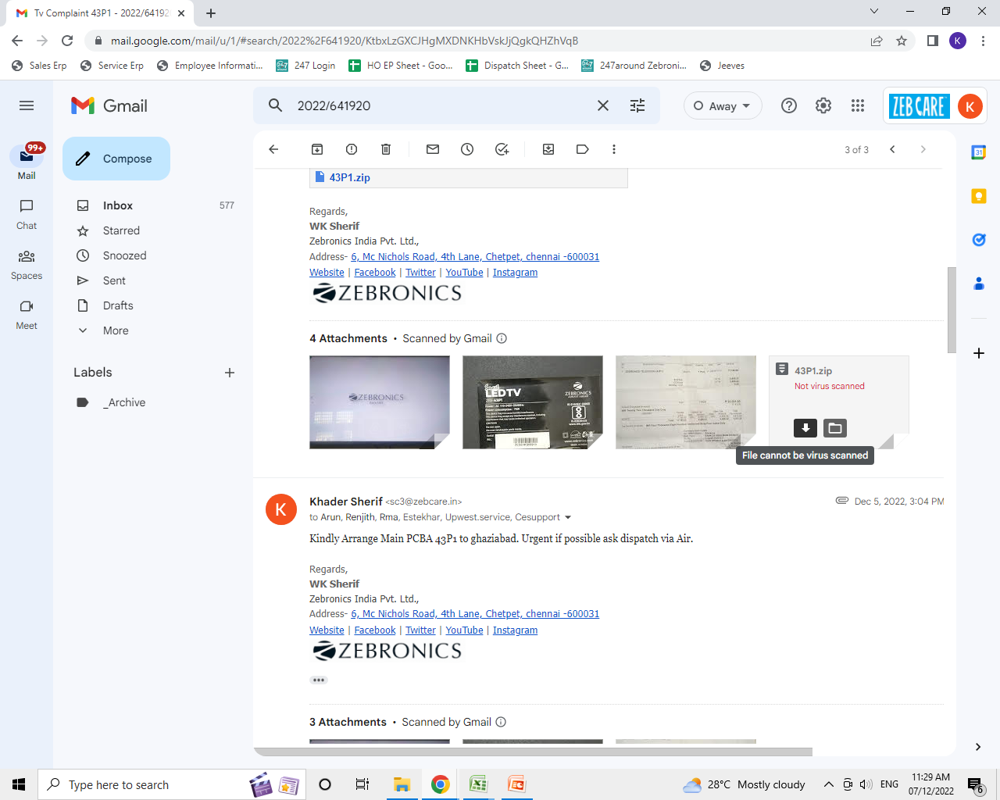 Tv Complaint 43P1 - 2022/64192
mail.google.com/mail/u/1/#search/2022%2F641920/KtbxLzGXCJHgMXDNKHbVskJjQgkQHZhVqB
K
Sales Erp
Service Erp
Employee Informati...
247 Login
HO EP Sheet - Goo...
Dispatch Sheet - G...
247around Zebroni...
Jeeves
Gmail
2022/641920
Away
ZEB CARE
K
99+
Mail
Chat
Spaces
Meet
Compose
Inbox 577
Starred
Snoozed
Sent
Drafts
More
Labels
_Archive
3 of 3
43P1.zip
Regards,
WK Sherif
Zebronics India Pvt. Ltd.,
Address- 6, Mc Nichols Road, 4th Lane, Chetpet, chennai -600031
Website | Facebook | Twitter | YouTube | Instagram
ZEBRONICS
4 Attachments • Scanned by Gmail
ZEBRONICS
LED TV
43P1
ZEBRONICS
43P1.zip
Not virus scanned
File cannot be virus scanned
K
Khader Sherif <sc3@zebcare.in>
Dec 5, 2022, 3:04 PM
to Arun, Renjith, Rma, Estekhar, Upwest.service, Cesupport
Kindly Arrange Main PCBA 43P1 to ghaziabad. Urgent if possible ask dispatch via Air.
Regards,
WK Sherif
Zebronics India Pvt. Ltd.,
Address- 6, Mc Nichols Road, 4th Lane, Chetpet, chennai -600031
Website | Facebook | Twitter | YouTube | Instagram
ZEBRONICS
3 Attachments • Scanned by Gmail
31
Type here to search
28°C Mostly cloudy
ENG
11:29 AM
07/12/2022
6